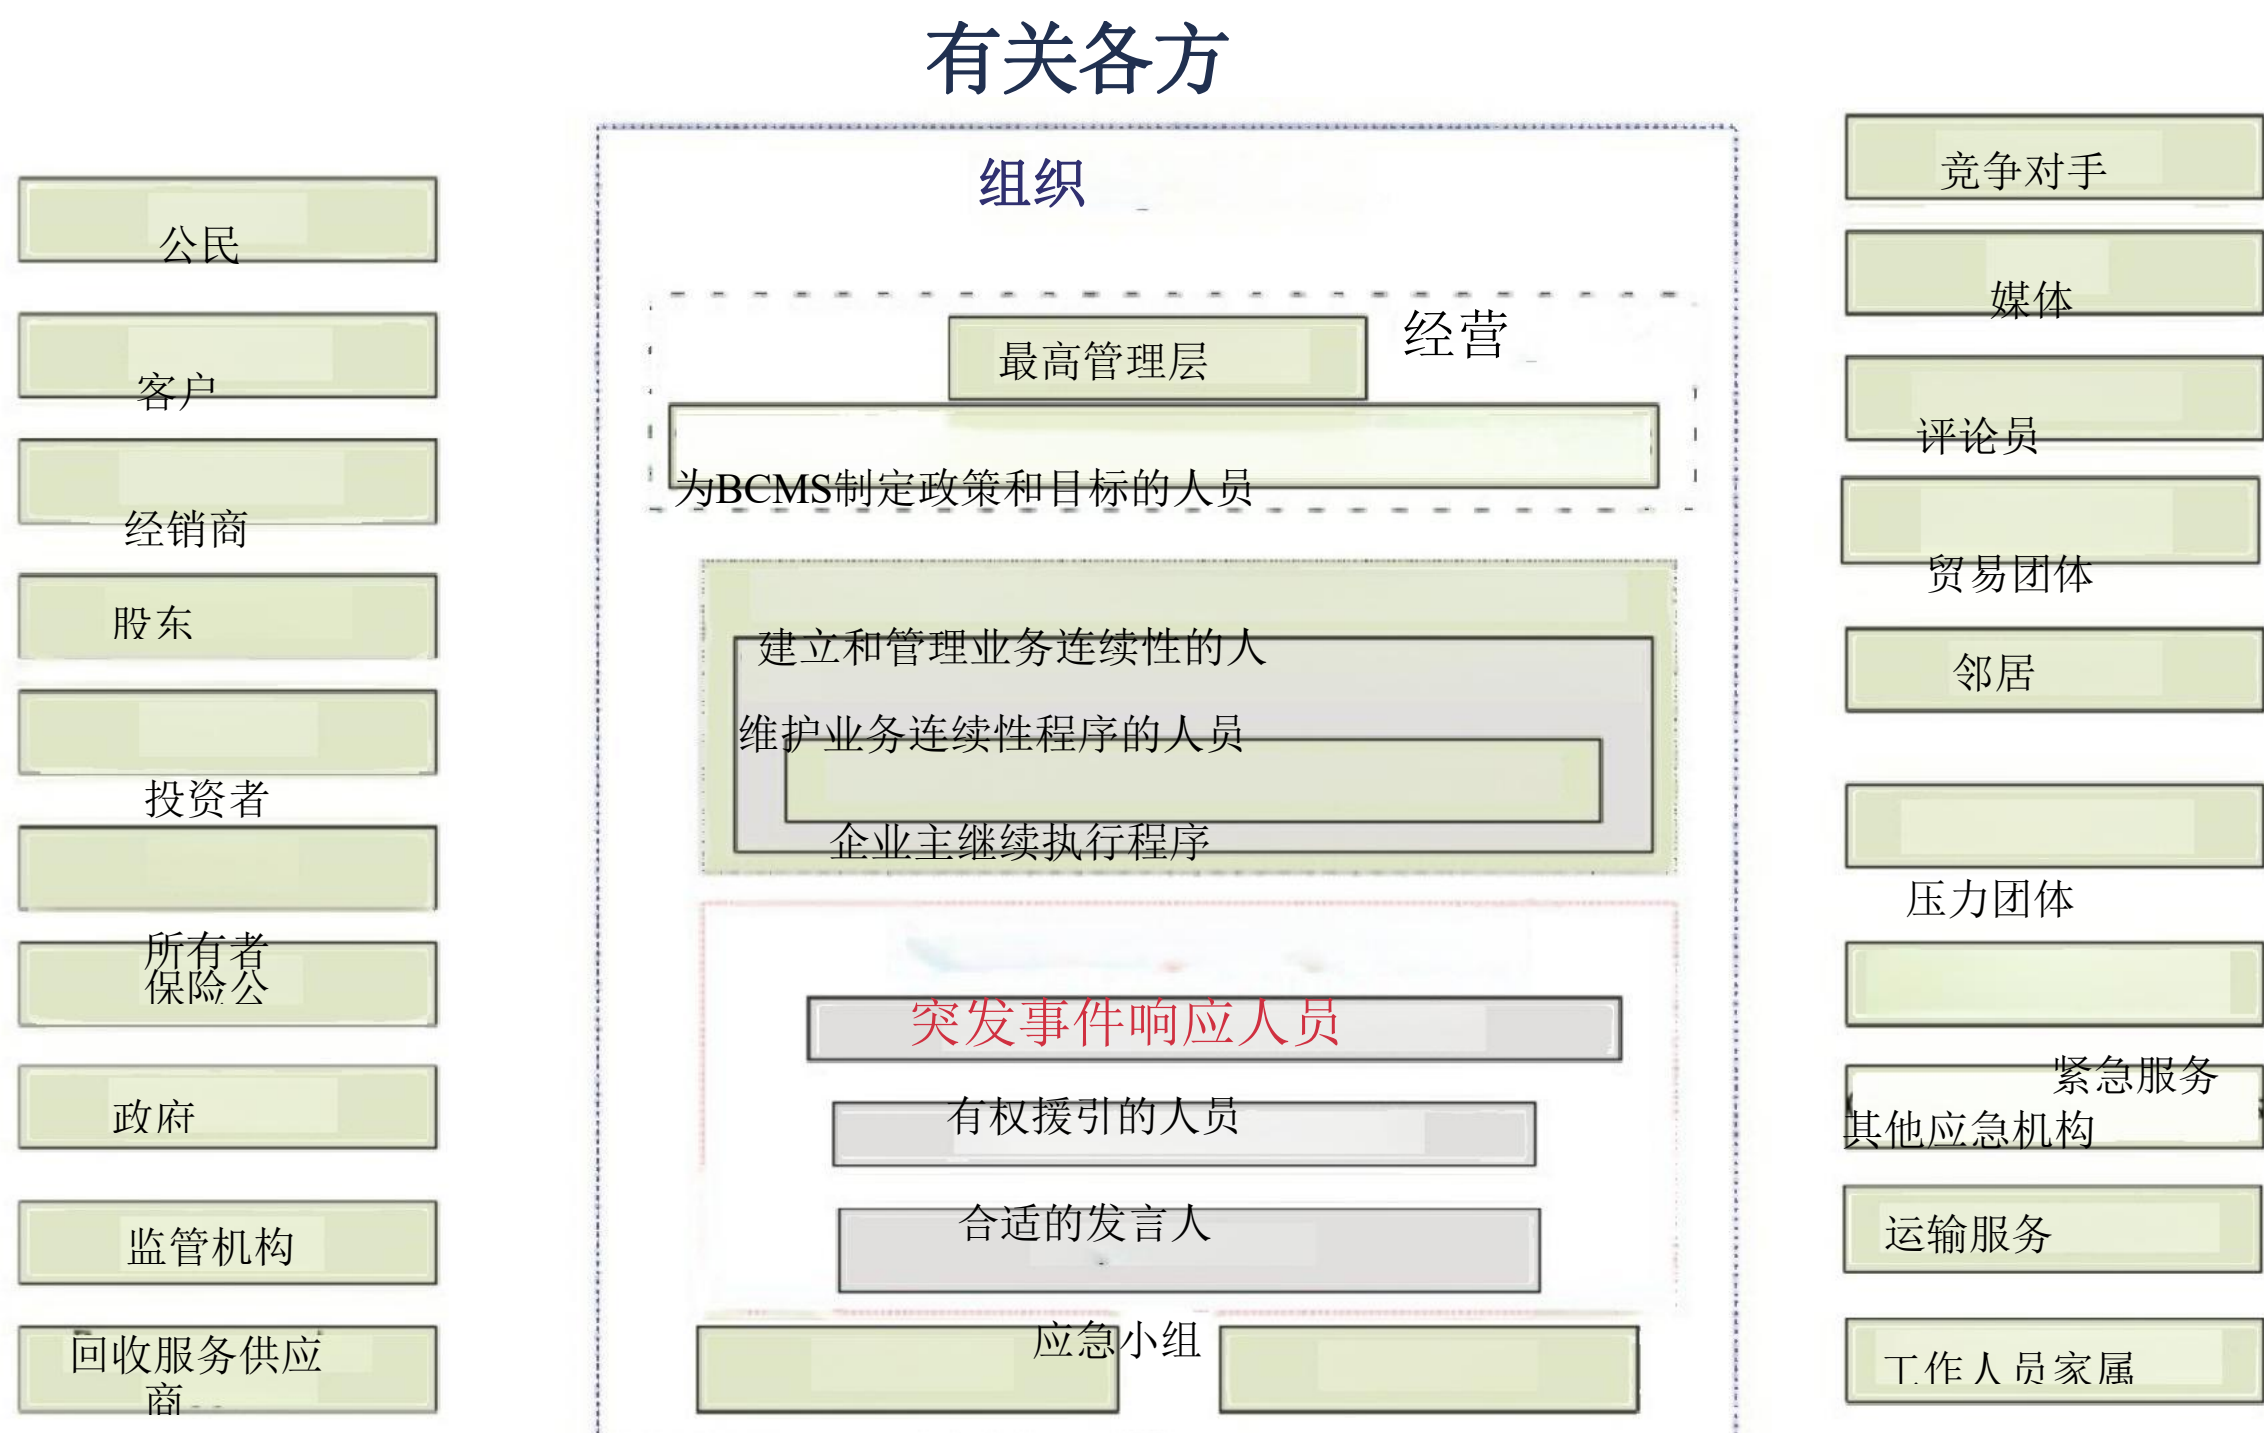 有关各方
组织
公民
客户
经销商
股东
投资者
所有者
保险公
政府
监管机构
回收服务供应
商
最高管理层
经营
为BCMS制定政策和目标的人员
建立和管理业务连续性的人
维护业务连续性程序的人员
企业主继续执行程序
突发事件响应人员
有权援引的人员
合适的发言人
应急小组
竞争对手
媒体
评论员
贸易团体
邻居
压力团体
紧急服务
其他应急机构
运输服务
工作人员家属